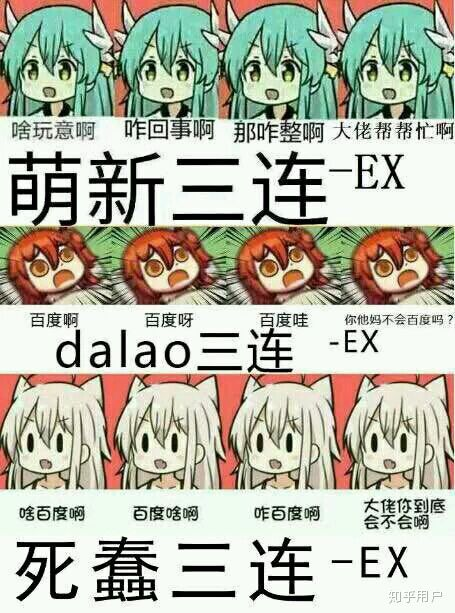 啥玩意啊 咋回事啊 那咋整啊 大佬帮帮忙啊
萌新三连-EX
百度啊 百度呀 百度哇 你他妈不会百度吗？
dalao三连 -EX
啥百度啊 百度啥啊 咋百度啊 大佬你到底
会不会啊
死蠢三连-EX
知乎用户